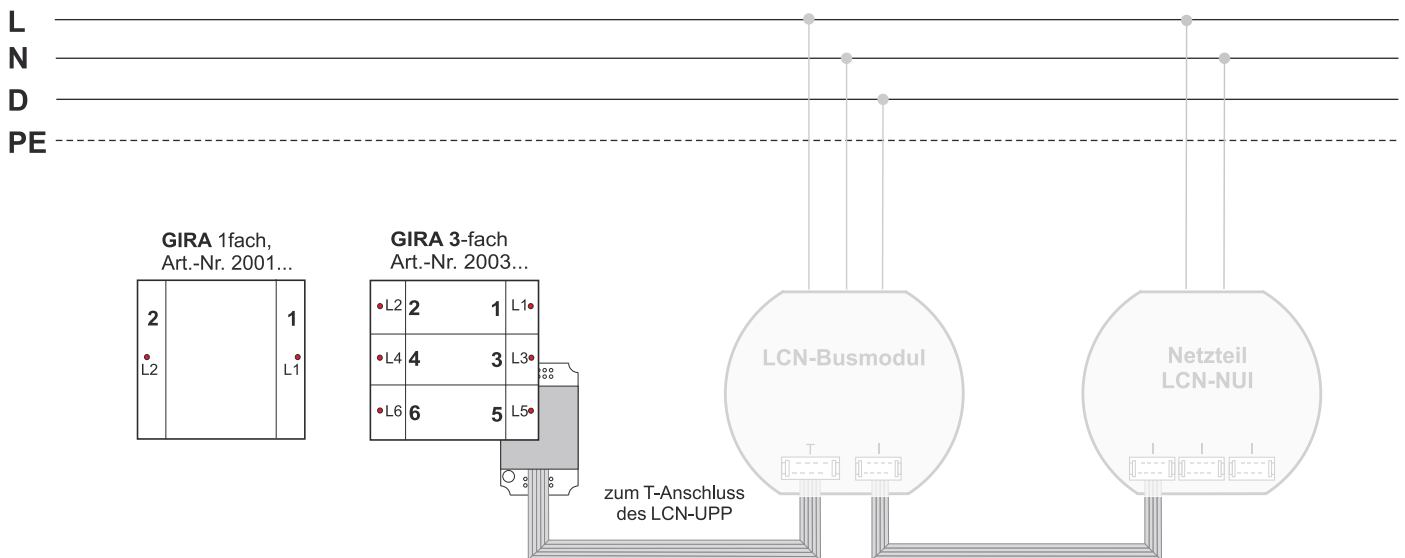 L
N
D
PE
GIRA 1fach,
Art.-Nr. 2001...
2
1
L2
L1
GIRA 3-fach
Art.-Nr. 2003...
L2 2 1 L1
L4 4 3 L3
L6 6 5 L5
zum T-Anschluss
des LCN-UPP
LCN-Busmodul
T I
Netzteil
LCN-NUI
I I I